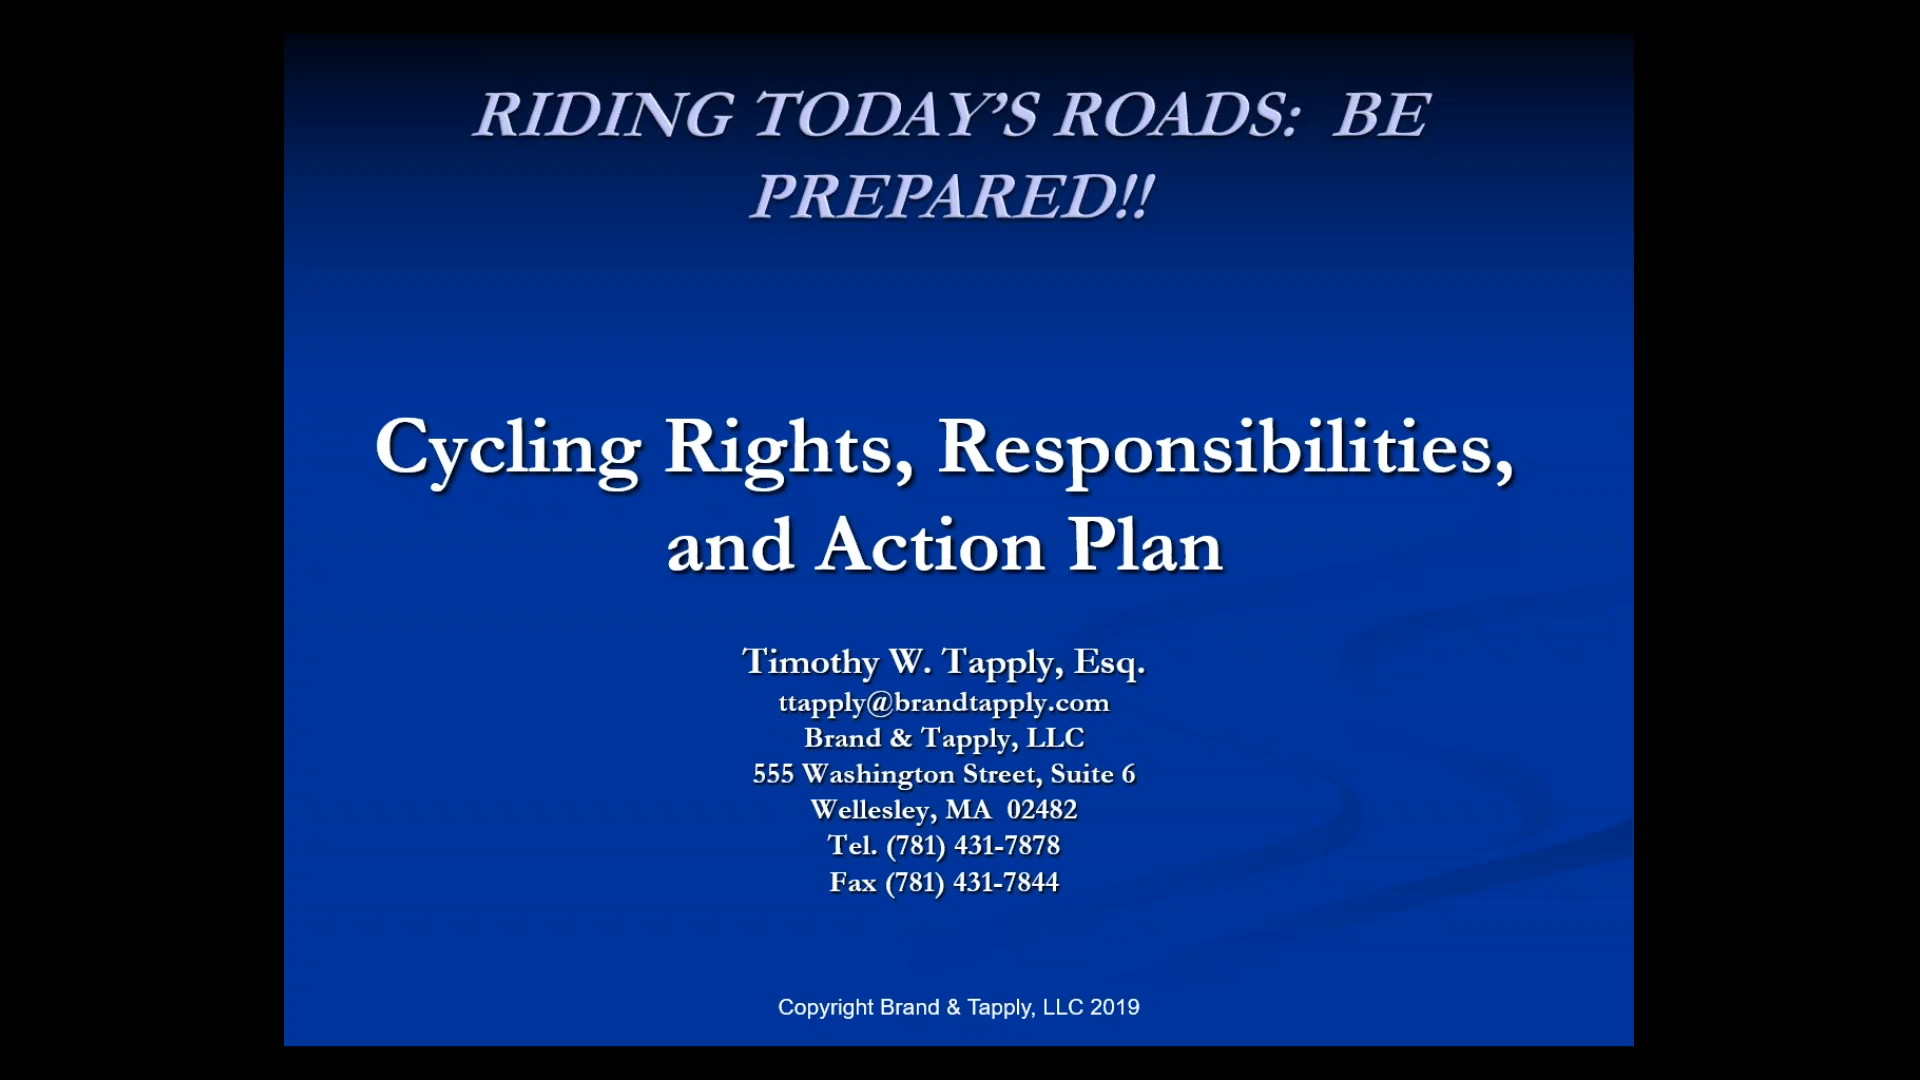 RIDING TODAY’S ROADS:  BE
PREPARED!!
Cycling Rights, Responsibilities,
and Action Plan
Timothy W. Tapply, Esq.
ttapply@brandtapply.com
Brand & Tapply, LLC
555 Washington Street, Suite 6
Wellesley, MA  02482
Tel. (781) 431-7878
Fax (781) 431-7844
Copyright Brand & Tapply, LLC 2019